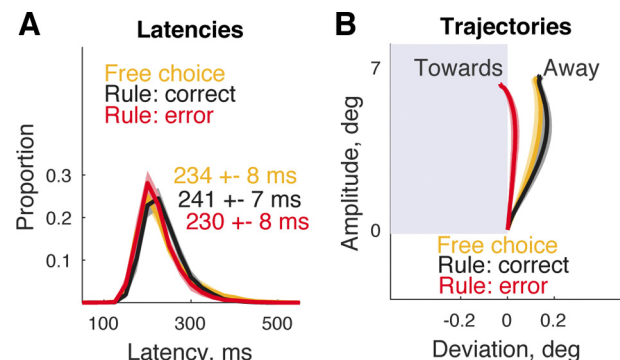 A
Latencies
Free choice
Rule: correct
Rule: error
234 +- 8 ms
241 +- 7 ms
230 +- 8 ms
Proportion
0.3
0.2
0.1
100
300
500
Latency, ms
B
Trajectories
Towards
Away
7
0
Amplitude, deg
Free choice
Rule: correct
Rule: error
-0.2
0
0.2
Deviation, deg